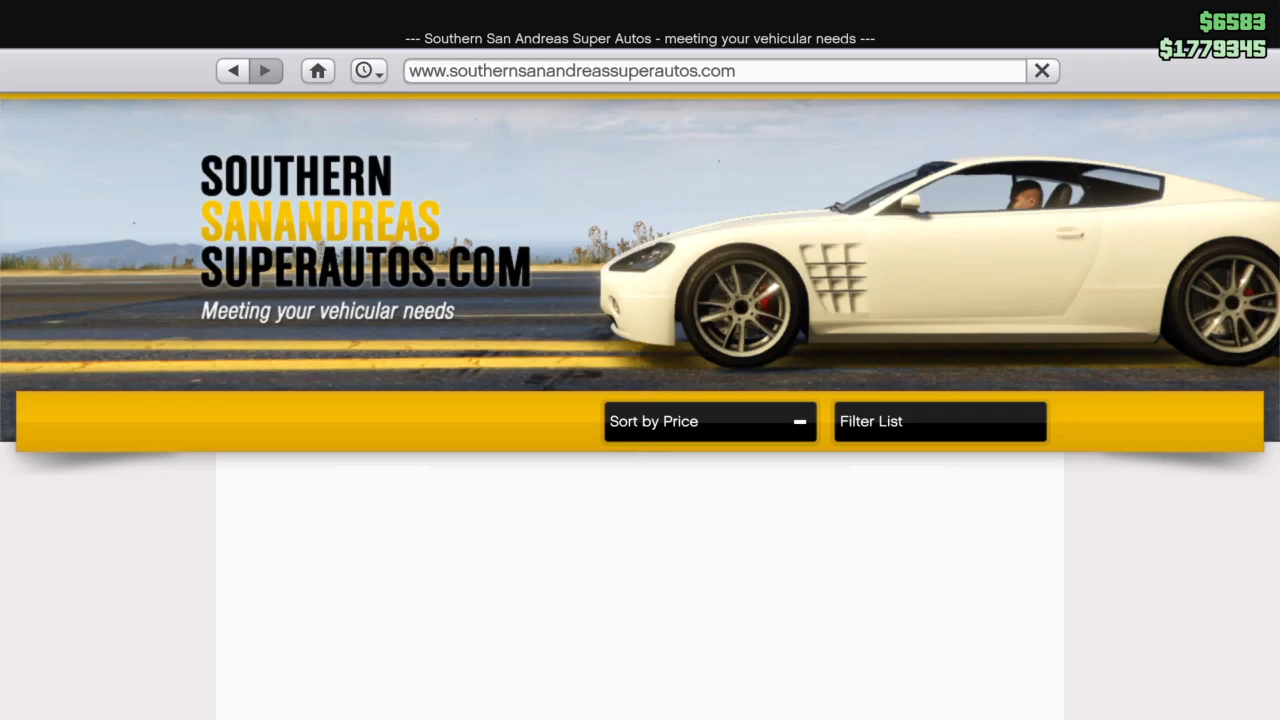 $6583
--- Southern San Andreas Super Autos - meeting your vehicular needs ---
$1779345
www.southernsanandreassuperautos.com
SOUTHERN
SANANDREAS
SUPERAUTOS.COM
Meeting your vehicular needs
Sort by Price
Filter List